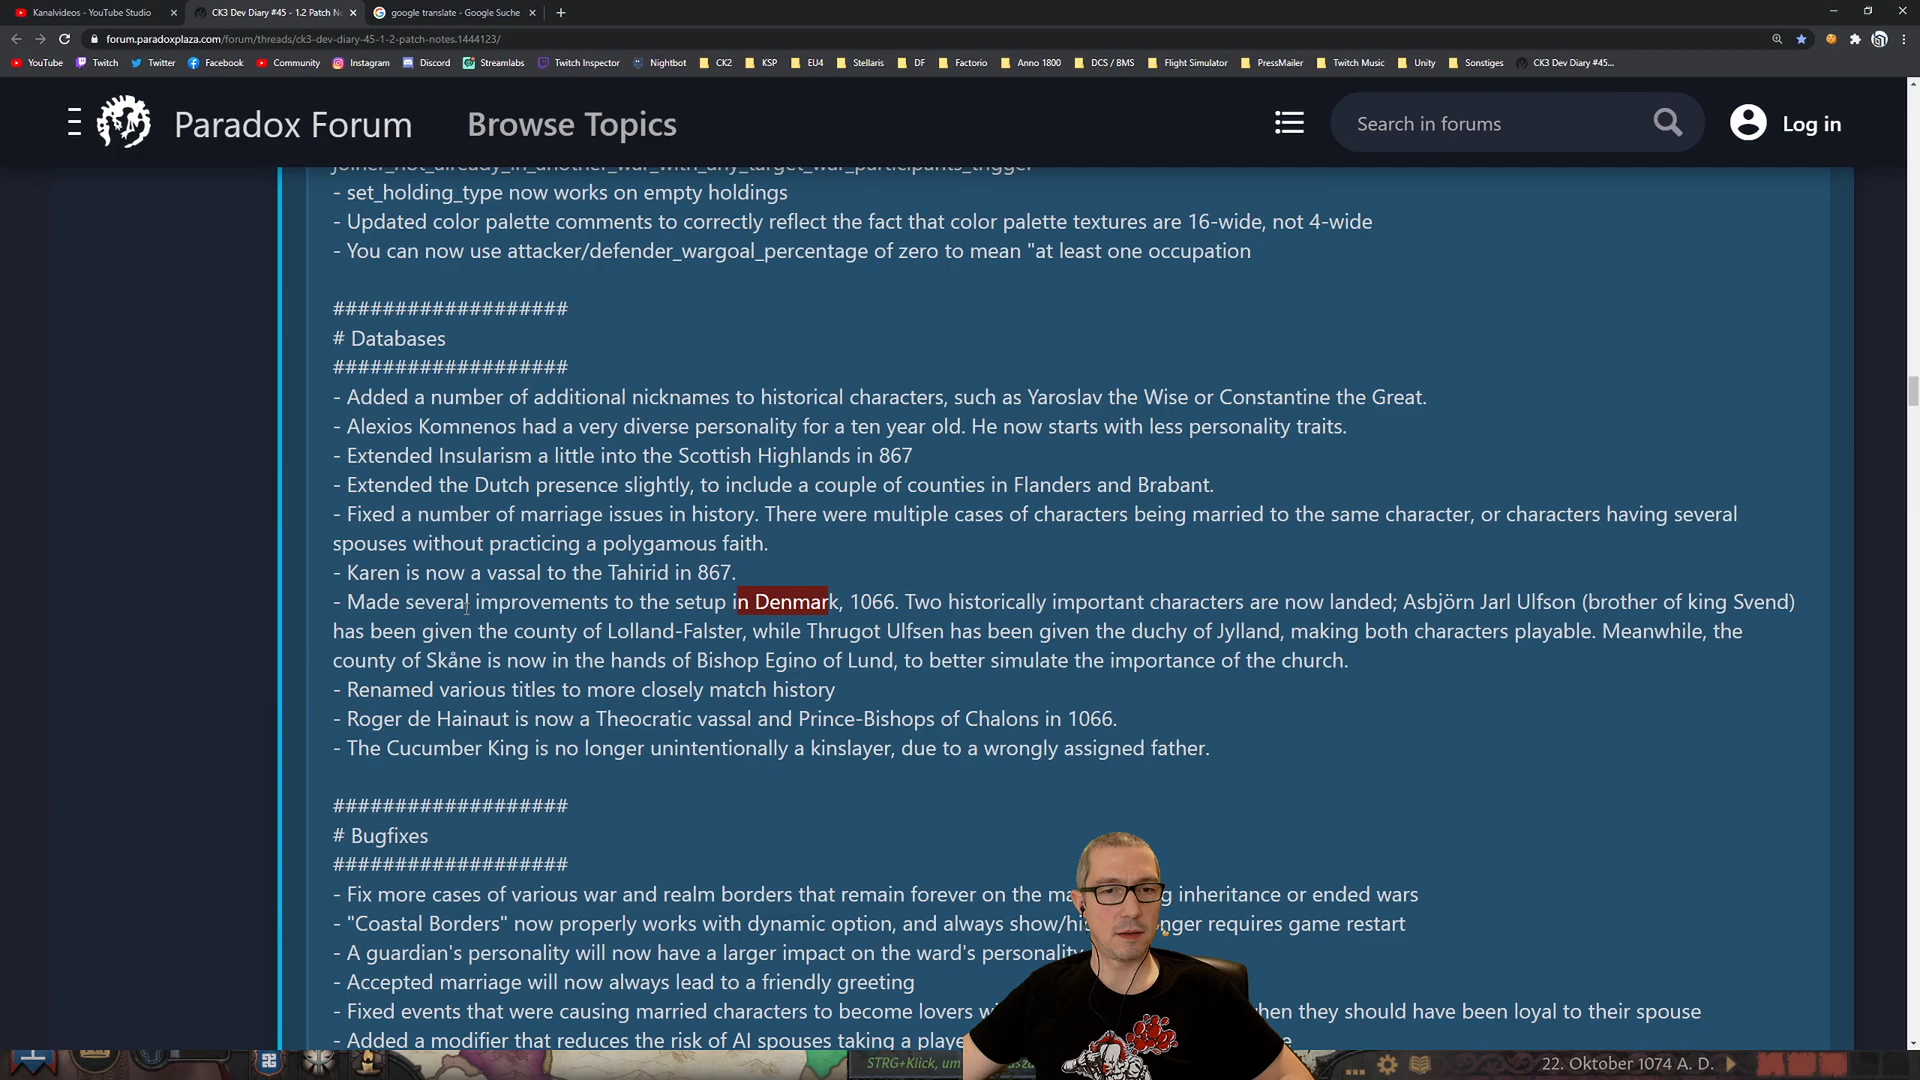 Kanalvideos - YouTube Studio
CK3 Dev Diary #45 - 1.2 Patch No
google translate - Google Suche
forum.paradoxplaza.com/forum/threads/ck3-dev-diary-45-1-2-patch-notes.1444123/
YouTube Twitch Twitter Facebook Community Instagram Discord Streamlabs Twitch Inspector Nightbot CK2 KSP EU4 Stellaris DF Factorio Anno 1800 DCS / BMS Flight Simulator PressMailer Twitch Music Unity Sonstiges CK3 Dev Diary #45...
Paradox Forum Browse Topics Search in forums Log in
joiner_not_already_in_another_war_with_any_target_war_participants_trigger
- set_holding_type now works on empty holdings
- Updated color palette comments to correctly reflect the fact that color palette textures are 16-wide, not 4-wide
- You can now use attacker/defender_wargoal_percentage of zero to mean "at least one occupation
###################
# Databases
###################
- Added a number of additional nicknames to historical characters, such as Yaroslav the Wise or Constantine the Great.
- Alexios Komnenos had a very diverse personality for a ten year old. He now starts with less personality traits.
- Extended Insularism a little into the Scottish Highlands in 867
- Extended the Dutch presence slightly, to include a couple of counties in Flanders and Brabant.
- Fixed a number of marriage issues in history. There were multiple cases of characters being married to the same character, or characters having several
spouses without practicing a polygamous faith.
- Karen is now a vassal to the Tahirid in 867.
- Made several improvements to the setup in Denmark, 1066. Two historically important characters are now landed; Asbjörn Jarl Ulfson (brother of king Svend)
has been given the county of Lolland-Falster, while Thrugot Ulfsen has been given the duchy of Jylland, making both characters playable. Meanwhile, the
county of Skåne is now in the hands of Bishop Egino of Lund, to better simulate the importance of the church.
- Renamed various titles to more closely match history
- Roger de Hainaut is now a Theocratic vassal and Prince-Bishops of Chalons in 1066.
- The Cucumber King is no longer unintentionally a kinslayer, due to a wrongly assigned father.
###################
# Bugfixes
###################
- Fix more cases of various war and realm borders that remain forever on the ma g inheritance or ended wars
- "Coastal Borders" now properly works with dynamic option, and always show/hi nger requires game restart
- A guardian's personality will now have a larger impact on the ward's personality
- Accepted marriage will now always lead to a friendly greeting
- Fixed events that were causing married characters to become lovers w hen they should have been loyal to their spouse
- Added a modifier that reduces the risk of AI spouses taking a playe
STRG+Klick, um
22. Oktober 1074 A. D.